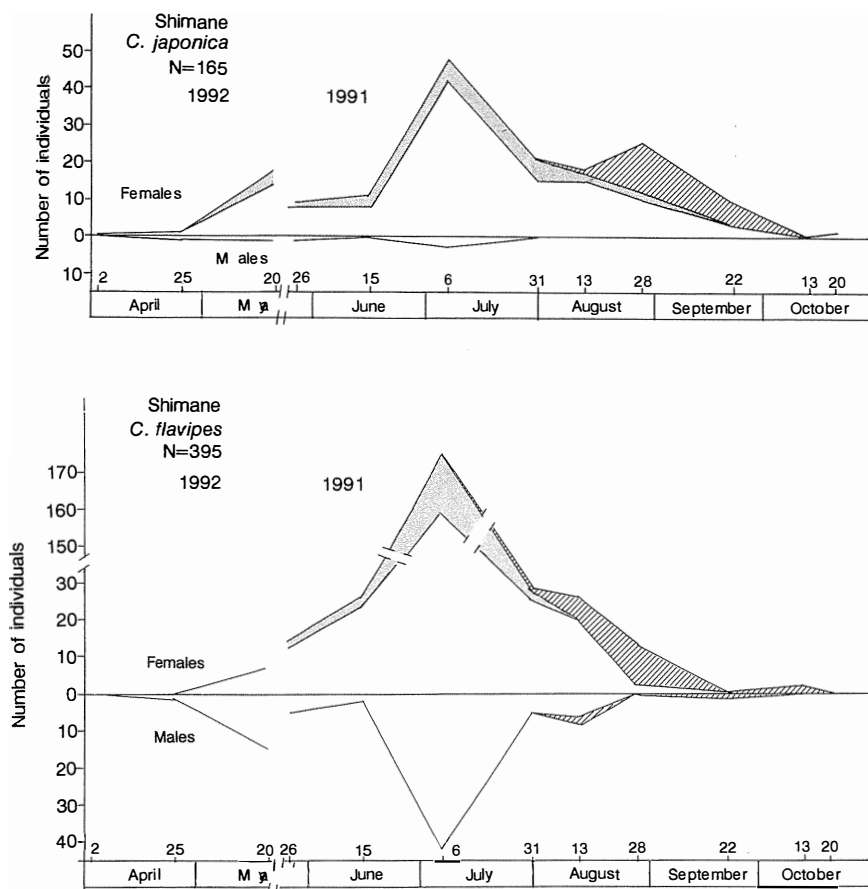 Shimane
C. japonica
N=165
1992
1991
Number of individuals
50
40
30
20
10
0
10
Females
Males
2 25 20 26 15 6 31 13 28 22 13 20
April May June July August September October
Shimane
C. flavipes
N=395
1992
1991
Number of individuals
170
160
150
30
20
10
0
10
20
30
40
Females
Males
2 25 20 26 15 6 31 13 28 22 13 20
April May June July August September October